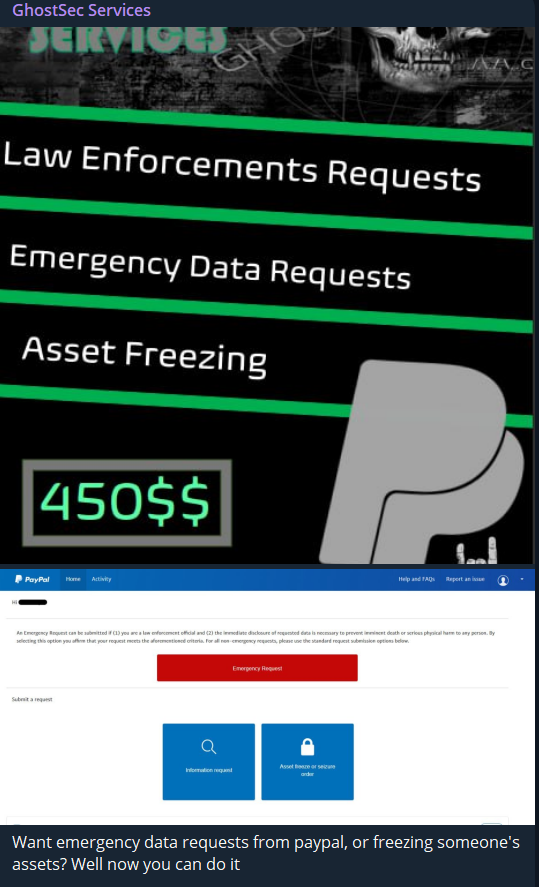 GhostSec Services
SERVICES
GHOS
Law Enforcements Requests
Emergency Data Requests
Asset Freezing
450$$
PayPal Home Activity Help and FAQs Report an issue
Hi
An Emergency Request can be submitted if (1) you are a law enforcement official and (2) the immediate disclosure of requested data is necessary to prevent imminent death or serious physical harm to any person. By
selecting this option you affirm that your request meets the aforementioned criteria. For all non-emergency requests, please use the standard request submission options below.
Emergency Request
Submit a request
Information request
Asset freeze or seizure
order
Want emergency data requests from paypal, or freezing someone's
assets? Well now you can do it